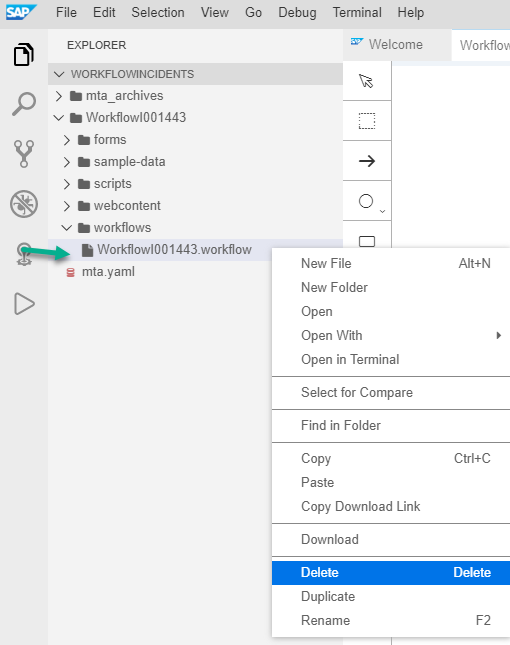 SAP File Edit Selection View Go Debug Terminal Help
EXPLORER
Welcome
Workflow
WORKFLOWINCIDENTS
mta_archives
WorkflowI001443
forms
sample-data
scripts
webcontent
workflows
WorkflowI001443.workflow
mta.yaml
New File Alt+N
New Folder
Open
Open With
Open in Terminal
Select for Compare
Find in Folder
Copy Ctrl+C
Paste
Copy Download Link
Download
Delete Delete
Duplicate
Rename F2